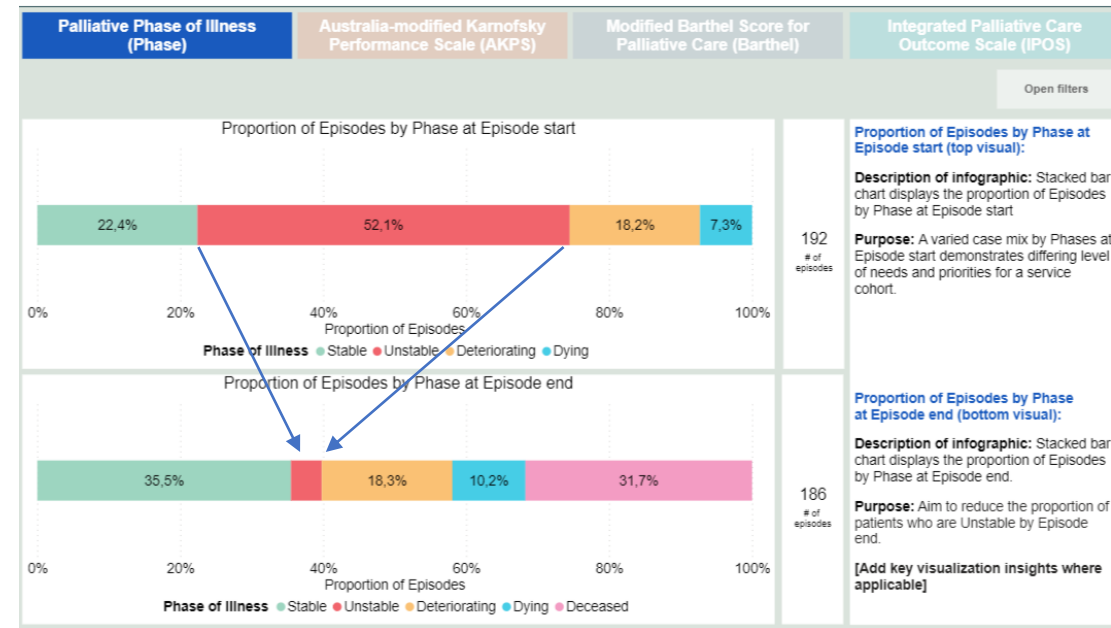 Palliative Phase of Illness
(Phase)
Australia-modified Karnofsky
Performance Scale (AKPS)
Modified Barthel Score for
Palliative Care (Barthel)
Integrated Palliative Care
Outcome Scale (IPOS)
Open filters
Proportion of Episodes by Phase at Episode start
22,4%
52,1%
18,2%
7,3%
0%
20%
40%
60%
80%
100%
Proportion of Episodes
Phase of Illness Stable Unstable Deteriorating Dying
192
# of
episodes
Proportion of Episodes by Phase at
Episode start (top visual):
Description of infographic: Stacked bar
chart displays the proportion of Episodes
by Phase at Episode start
Purpose: A varied case mix by Phases at
Episode start demonstrates differing level
of needs and priorities for a service
cohort.
Proportion of Episodes by Phase at Episode end
35,5%
18,3%
10,2%
31,7%
0%
20%
40%
60%
80%
100%
Proportion of Episodes
Phase of Illness Stable Unstable Deteriorating Dying Deceased
186
# of
episodes
Proportion of Episodes by Phase
at Episode end (bottom visual):
Description of infographic: Stacked bar
chart displays the proportion of Episodes
by Phase at Episode end.
Purpose: Aim to reduce the proportion of
patients who are Unstable by Episode
end.
[Add key visualization insights where
applicable]